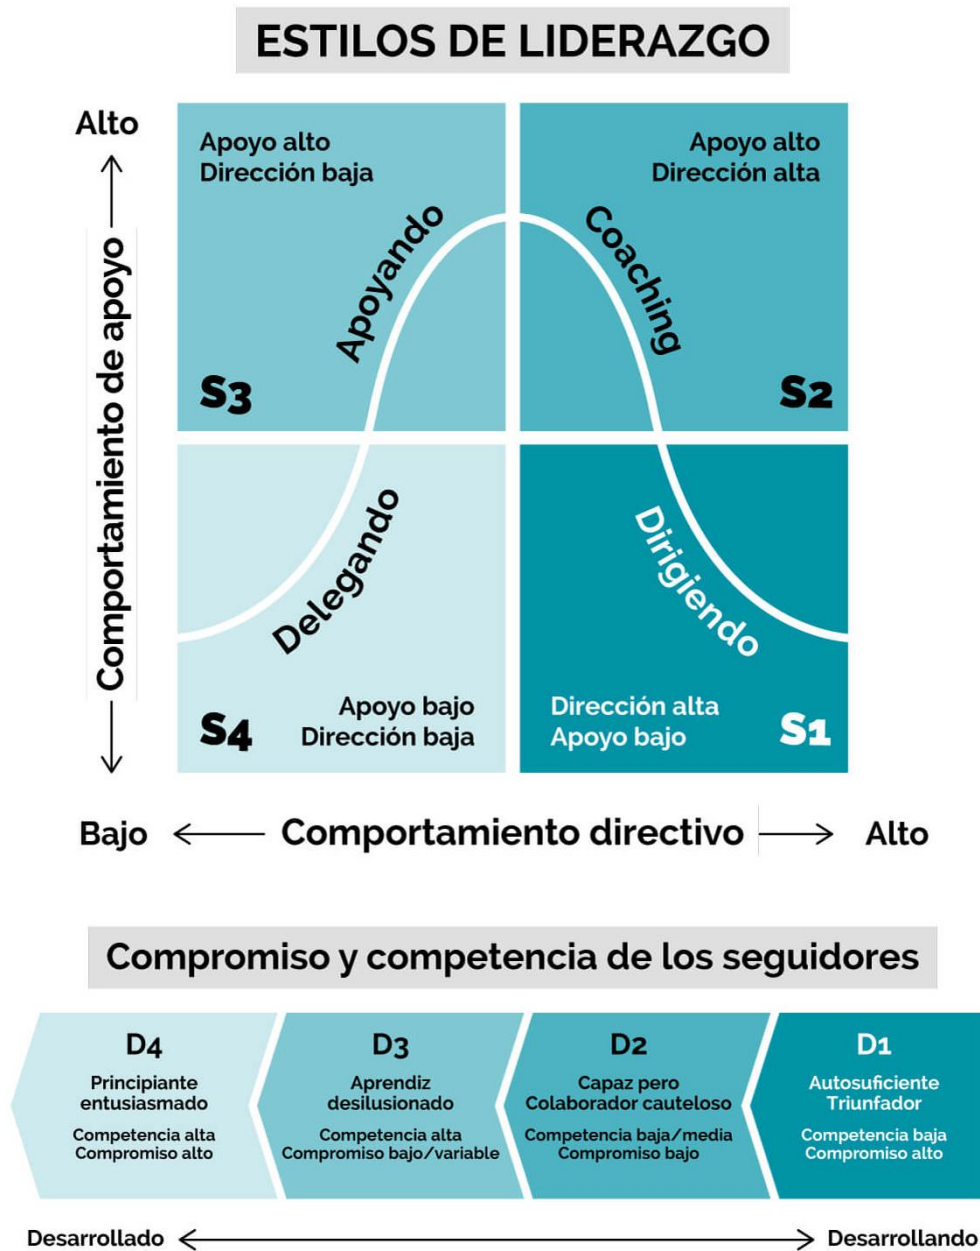 ESTILOS DE LIDERAZGO
Alto
Comportamiento de apoyo
Apoyo alto
Dirección baja
Apoyando
S3
Apoyo alto
Dirección alta
Coaching
S2
Delegando
S4
Apoyo bajo
Dirección baja
Dirigiendo
Dirección alta
Apoyo bajo
S1
Bajo
Comportamiento directivo
Alto
Compromiso y competencia de los seguidores
D4
Principiante
entusiasmado
Competencia alta
Compromiso alto
D3
Aprendiz
desilusionado
Competencia alta
Compromiso bajo/variable
D2
Capaz pero
Colaborador cauteloso
Competencia baja/media
Compromiso bajo
D1
Autosuficiente
Triunfador
Competencia baja
Compromiso alto
Desarrollado
Desarrollando